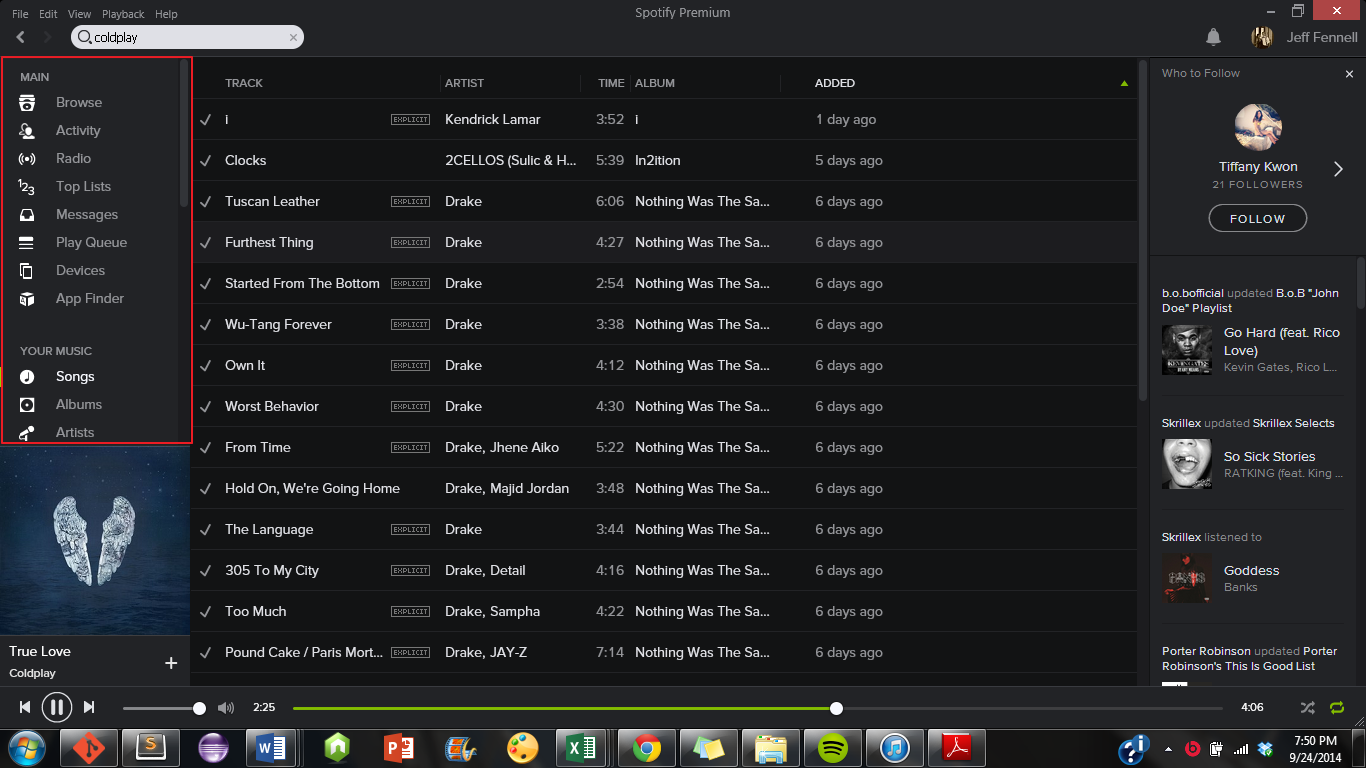 File Edit View Playback Help
Spotify Premium
coldplay
Jeff Fennell
MAIN
Browse
Activity
Radio
Top Lists
Messages
Play Queue
Devices
App Finder
YOUR MUSIC
Songs
Albums
Artists
True Love
Coldplay
TRACK ARTIST TIME ALBUM ADDED
i EXPLICIT Kendrick Lamar 3:52 i 1 day ago
Clocks 2CELLOS (Sulic & H... 5:39 In2ition 5 days ago
Tuscan Leather EXPLICIT Drake 6:06 Nothing Was The Sa... 6 days ago
Furthest Thing EXPLICIT Drake 4:27 Nothing Was The Sa... 6 days ago
Started From The Bottom EXPLICIT Drake 2:54 Nothing Was The Sa... 6 days ago
Wu-Tang Forever EXPLICIT Drake 3:38 Nothing Was The Sa... 6 days ago
Own It EXPLICIT Drake 4:12 Nothing Was The Sa... 6 days ago
Worst Behavior EXPLICIT Drake 4:30 Nothing Was The Sa... 6 days ago
From Time EXPLICIT Drake, Jhene Aiko 5:22 Nothing Was The Sa... 6 days ago
Hold On, We're Going Home Drake, Majid Jordan 3:48 Nothing Was The Sa... 6 days ago
The Language EXPLICIT Drake 3:44 Nothing Was The Sa... 6 days ago
305 To My City EXPLICIT Drake, Detail 4:16 Nothing Was The Sa... 6 days ago
Too Much EXPLICIT Drake, Sampha 4:22 Nothing Was The Sa... 6 days ago
Pound Cake / Paris Mort... EXPLICIT Drake, JAY-Z 7:14 Nothing Was The Sa... 6 days ago
Who to Follow
Tiffany Kwon
21 FOLLOWERS
FOLLOW
b.o.bofficial updated B.o.B "John
Doe" Playlist
Go Hard (feat. Rico
Love)
Kevin Gates, Rico L...
Skrillex updated Skrillex Selects
So Sick Stories
RATKING (feat. King ...
Skrillex listened to
Goddess
Banks
Porter Robinson updated Porter
Robinson's This Is Good List
2:25 4:06
7:50 PM
9/24/2014